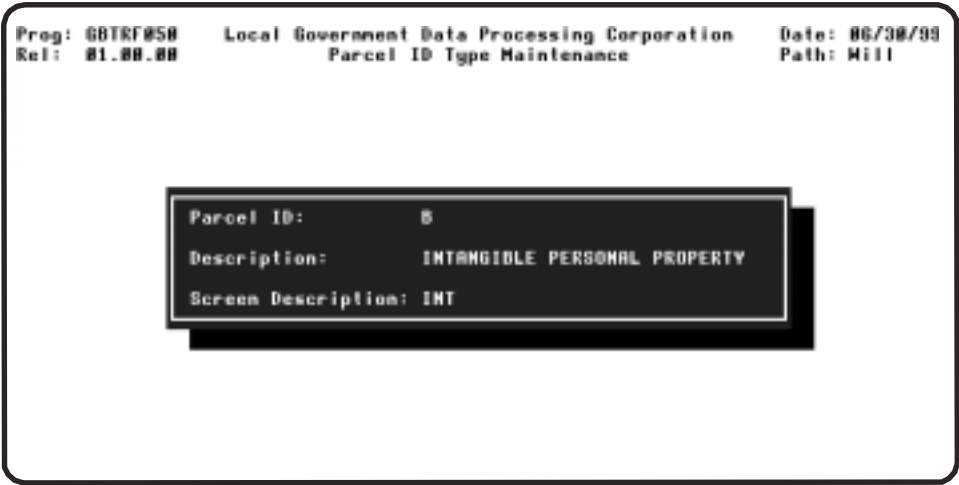 Prog: GBTRF050 Local Government Data Processing Corporation Date: 06/30/99
Rel: 01.00.00 Parcel ID Type Maintenance Path: Will
Parcel ID: B
Description: INTANGIBLE PERSONAL PROPERTY
Screen Description: INT